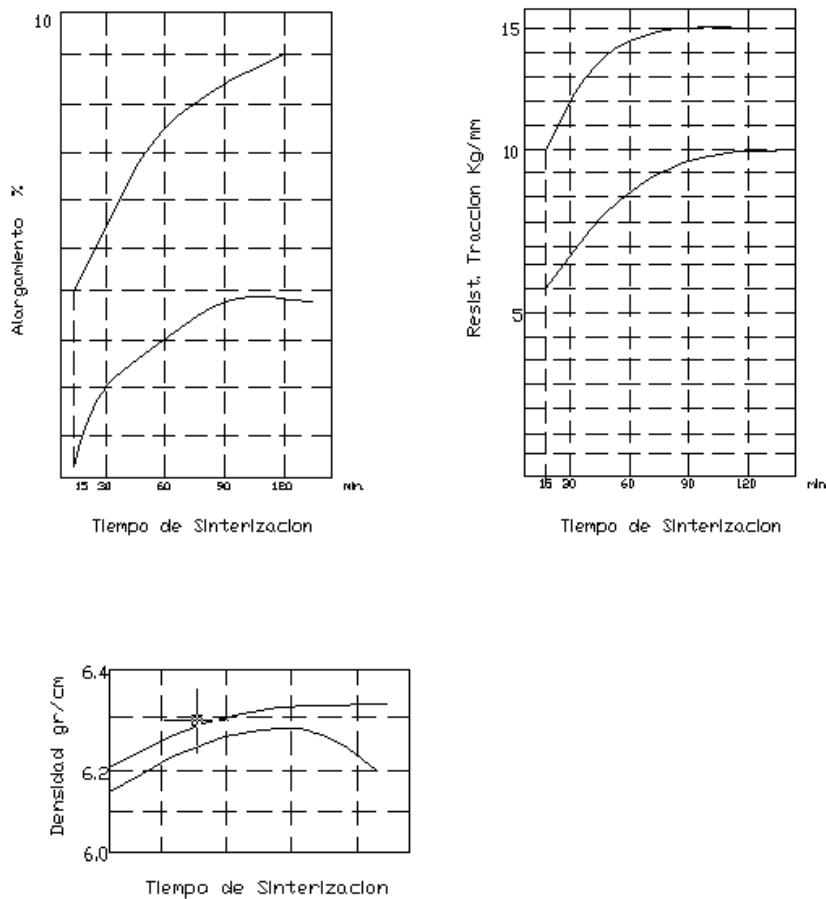 10
Alargamiento %
15 30 60 90 120 min.
Tiempo de Sinterizacion
15
10
5
Resist. Traccion Kg/mm
15 30 60 90 120 min
Tiempo de Sinterizacion
6.4
6.2
6.0
Densidad gr/cm
Tiempo de Sinterizacion